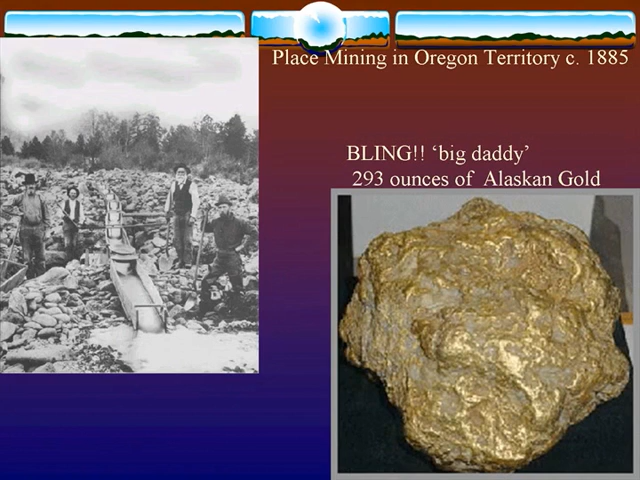 Place Mining in Oregon Territory c. 1885
BLING!! ‘big daddy’
293 ounces of  Alaskan Gold